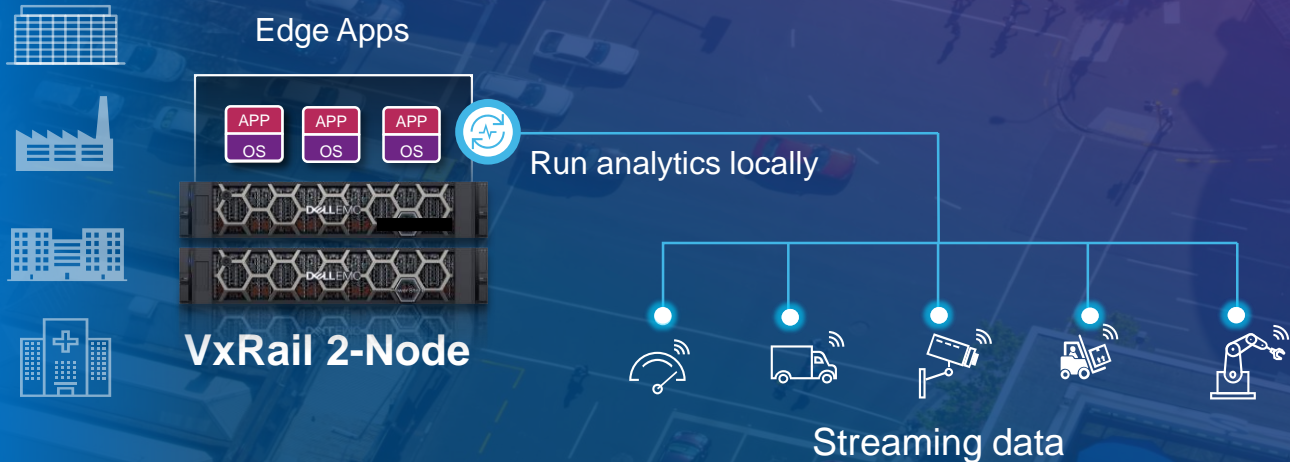 Edge Apps
APP APP APP
OS OS OS
Run analytics locally
DELLEMC
DELLEMC
VxRail 2-Node
Streaming data